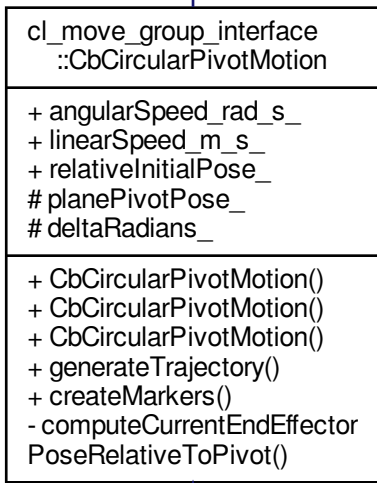 cl_move_group_interface
::CbCircularPivotMotion
+ angularSpeed_rad_s_
+ linearSpeed_m_s_
+ relativeInitialPose_
# planePivotPose_
# deltaRadians_
+ CbCircularPivotMotion()
+ CbCircularPivotMotion()
+ CbCircularPivotMotion()
+ generateTrajectory()
+ createMarkers()
- computeCurrentEndEffector
PoseRelativeToPivot()